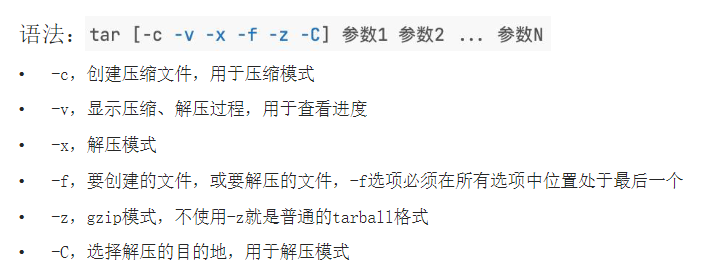 语法：tar [-c -v -x -f -z -C] 参数1 参数2 ... 参数N
• -c，创建压缩文件，用于压缩模式
• -v，显示压缩、解压过程，用于查看进度
• -x，解压模式
• -f，要创建的文件，或要解压的文件，-f选项必须在所有选项中位置处于最后一个
• -z，gzip模式，不使用-z就是普通的tarball格式
• -C，选择解压的目的地，用于解压模式